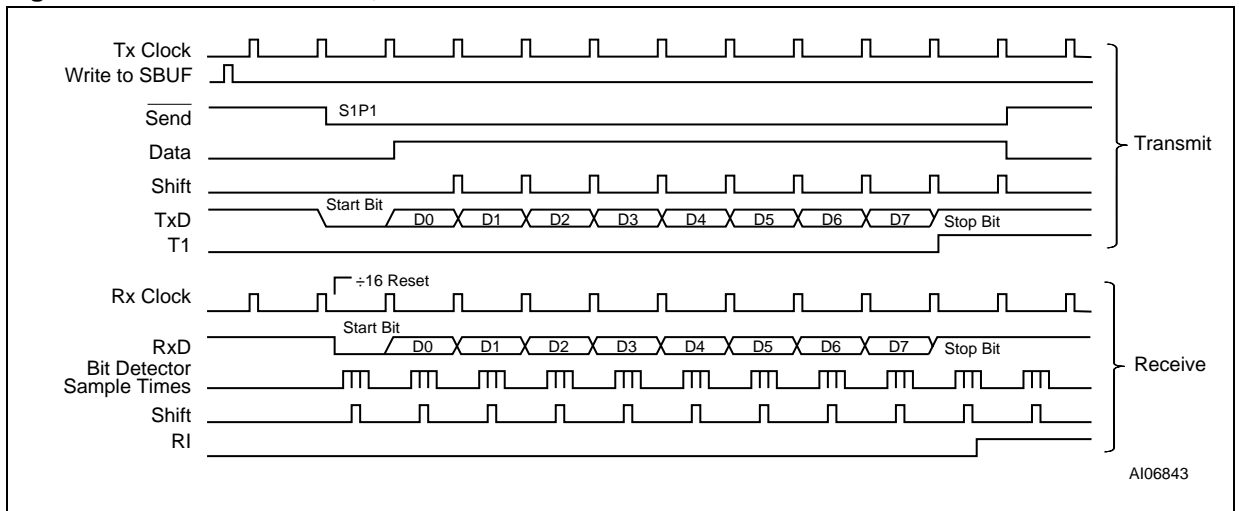 Tx Clock
Write to SBUF
Send
S1P1
Data
Shift
TxD
Start Bit
D0 D1 D2 D3 D4 D5 D6 D7
Stop Bit
T1
Transmit
÷16 Reset
Rx Clock
RxD
Start Bit
D0 D1 D2 D3 D4 D5 D6 D7
Stop Bit
Bit Detector
Sample Times
Shift
RI
Receive
AI06843